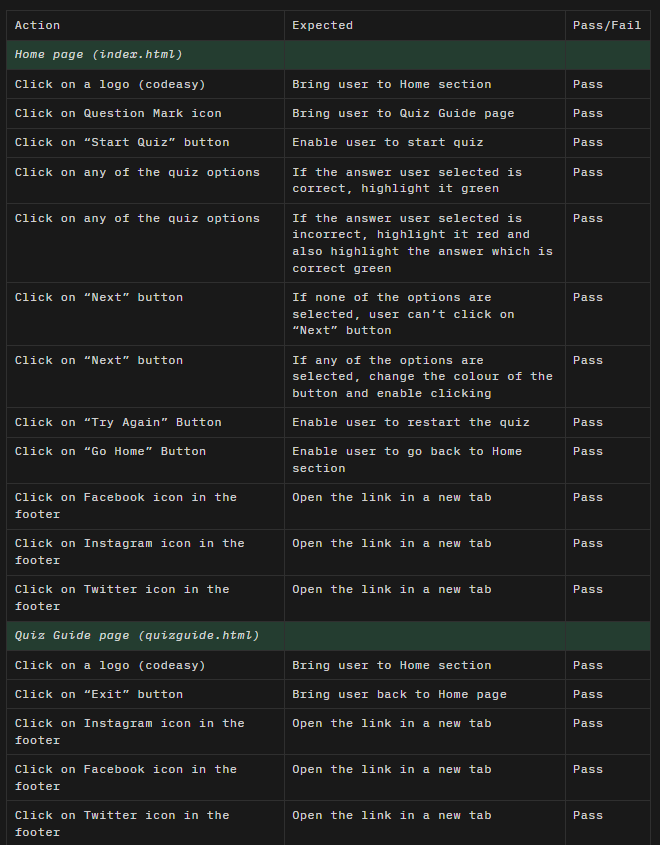 Action Expected Pass/Fail
Home page (index.html)
Click on a logo (codeasy) Bring user to Home section Pass
Click on Question Mark icon Bring user to Quiz Guide page Pass
Click on “Start Quiz” button Enable user to start quiz Pass
Click on any of the quiz options If the answer user selected is Pass
correct, highlight it green
Click on any of the quiz options If the answer user selected is Pass
incorrect, highlight it red and
also highlight the answer which is
correct green
Click on “Next” button If none of the options are Pass
selected, user can’t click on
“Next” button
Click on “Next” button If any of the options are Pass
selected, change the colour of the
button and enable clicking
Click on “Try Again” Button Enable user to restart the quiz Pass
Click on “Go Home” Button Enable user to go back to Home Pass
section
Click on Facebook icon in the Open the link in a new tab Pass
footer
Click on Instagram icon in the Open the link in a new tab Pass
footer
Click on Twitter icon in the Open the link in a new tab Pass
footer
Quiz Guide page (quizguide.html)
Click on a logo (codeasy) Bring user to Home section Pass
Click on “Exit” button Bring user back to Home page Pass
Click on Instagram icon in the Open the link in a new tab Pass
footer
Click on Facebook icon in the Open the link in a new tab Pass
footer
Click on Twitter icon in the Open the link in a new tab Pass
footer